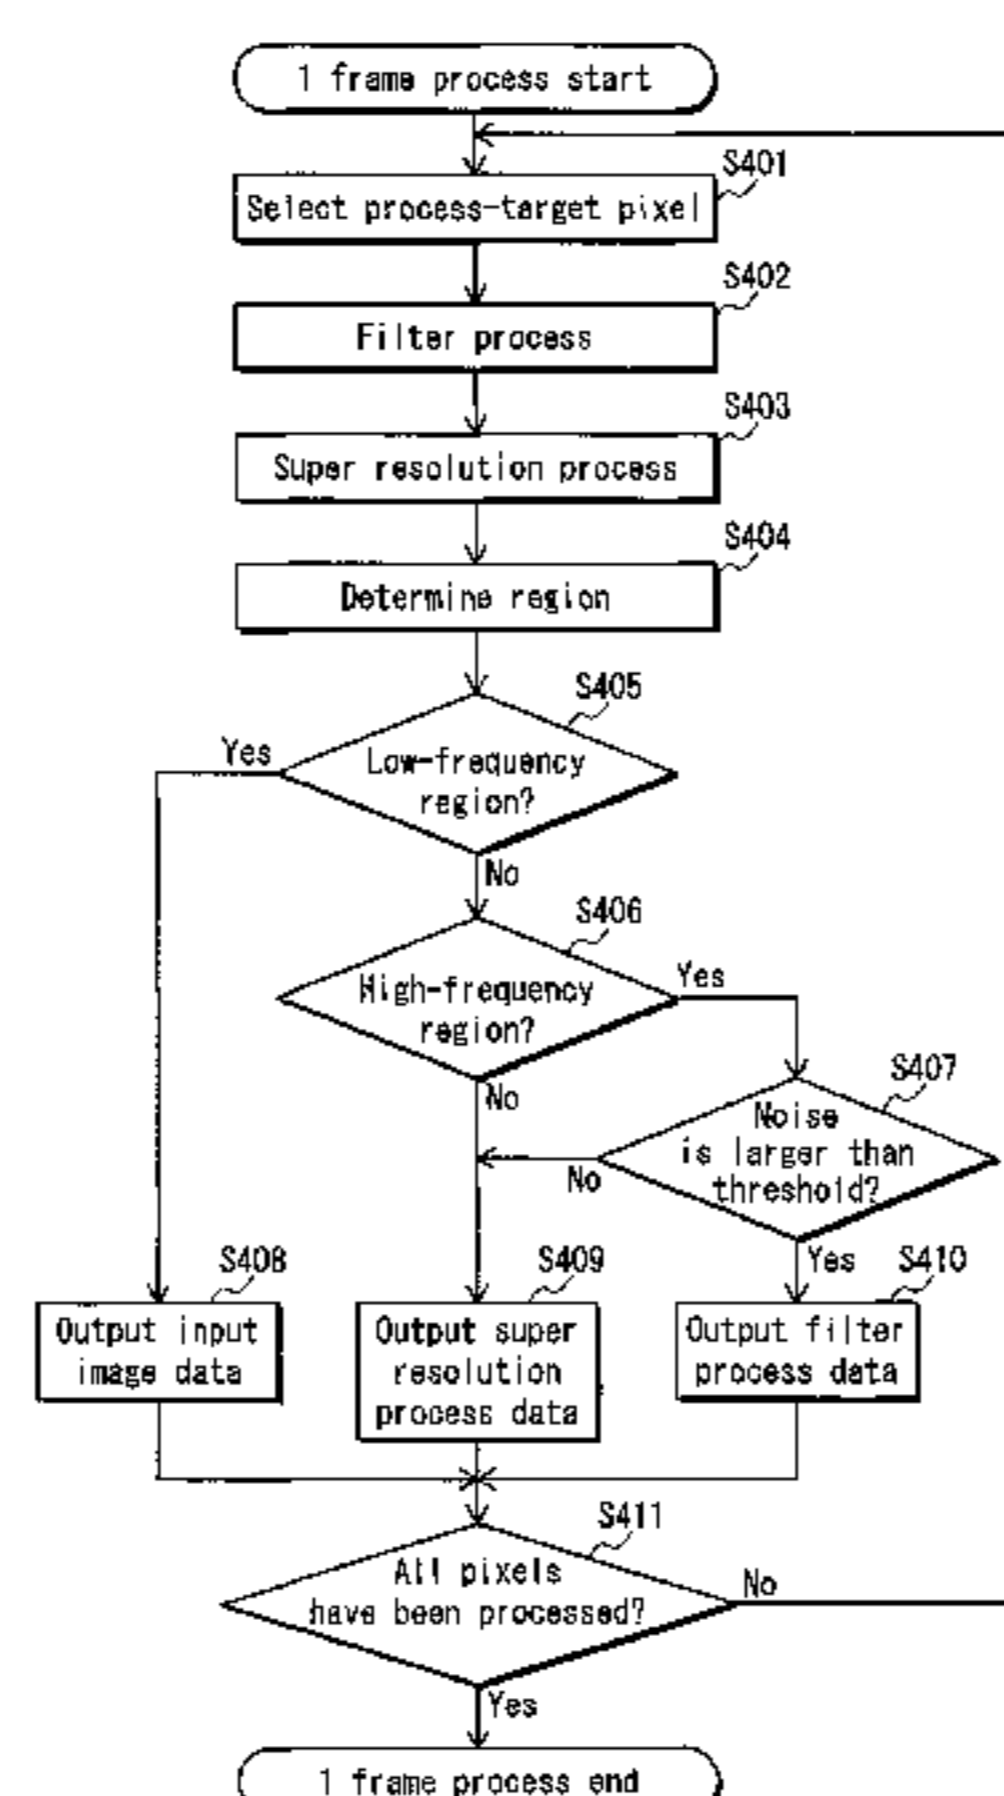 1 frame process start
S401
Select process-target pixel
S402
Filter process
S403
Super resolution process
S404
Determine region
S405
Yes
Low-frequency
region?
No
S406
High-frequency
region?
Yes
No
S407
Noise
is larger than
threshold?
No
Yes
S408
Output input
image data
S409
Output super
resolution
process data
S410
Output filter
process data
S411
All pixels
have been processed?
No
Yes
1 frame process end